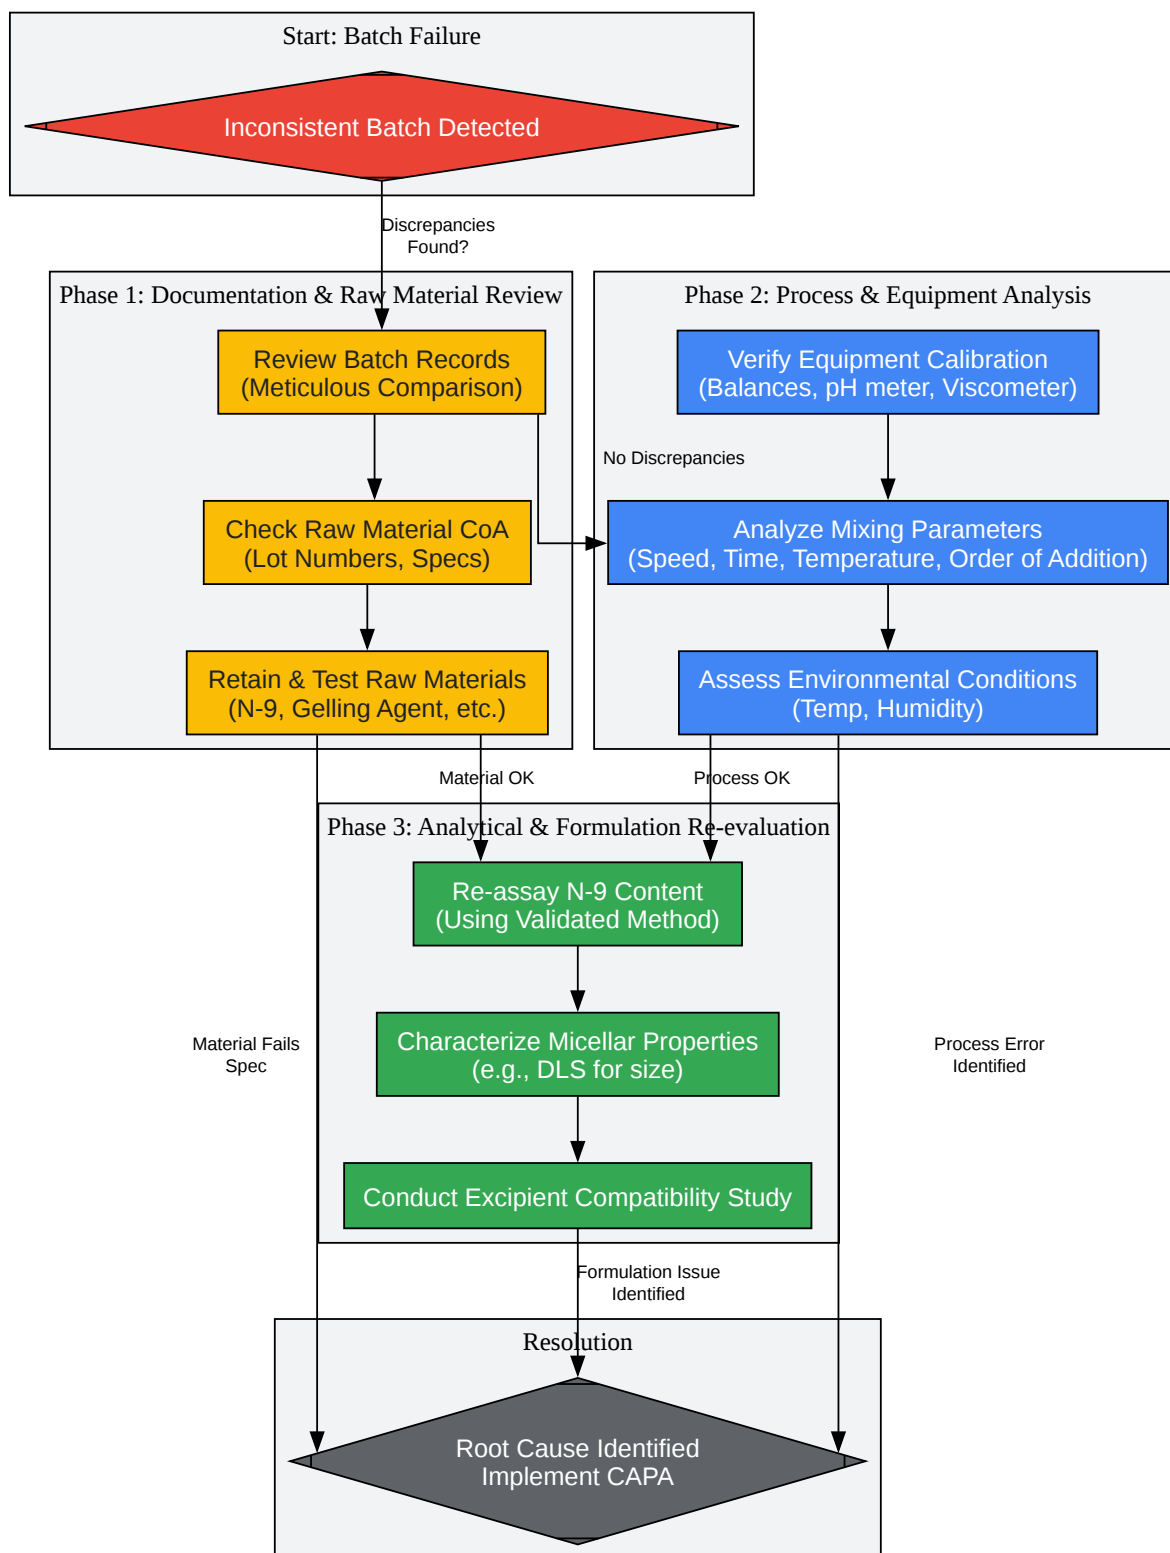 Start: Batch Failure
Inconsistent Batch Detected
Discrepancies
Found?
Phase 1: Documentation & Raw Material Review
Review Batch Records
(Meticulous Comparison)
Check Raw Material CoA
(Lot Numbers, Specs)
Retain & Test Raw Materials
(N-9, Gelling Agent, etc.)
Phase 2: Process & Equipment Analysis
Verify Equipment Calibration
(Balances, pH meter, Viscometer)
No Discrepancies
Analyze Mixing Parameters
(Speed, Time, Temperature, Order of Addition)
Assess Environmental Conditions
(Temp, Humidity)
Material OK
Process OK
Phase 3: Analytical & Formulation Re-evaluation
Re-assay N-9 Content
(Using Validated Method)
Characterize Micellar Properties
(e.g., DLS for size)
Conduct Excipient Compatibility Study
Material Fails
Spec
Process Error
Identified
Formulation Issue
Identified
Resolution
Root Cause Identified
Implement CAPA